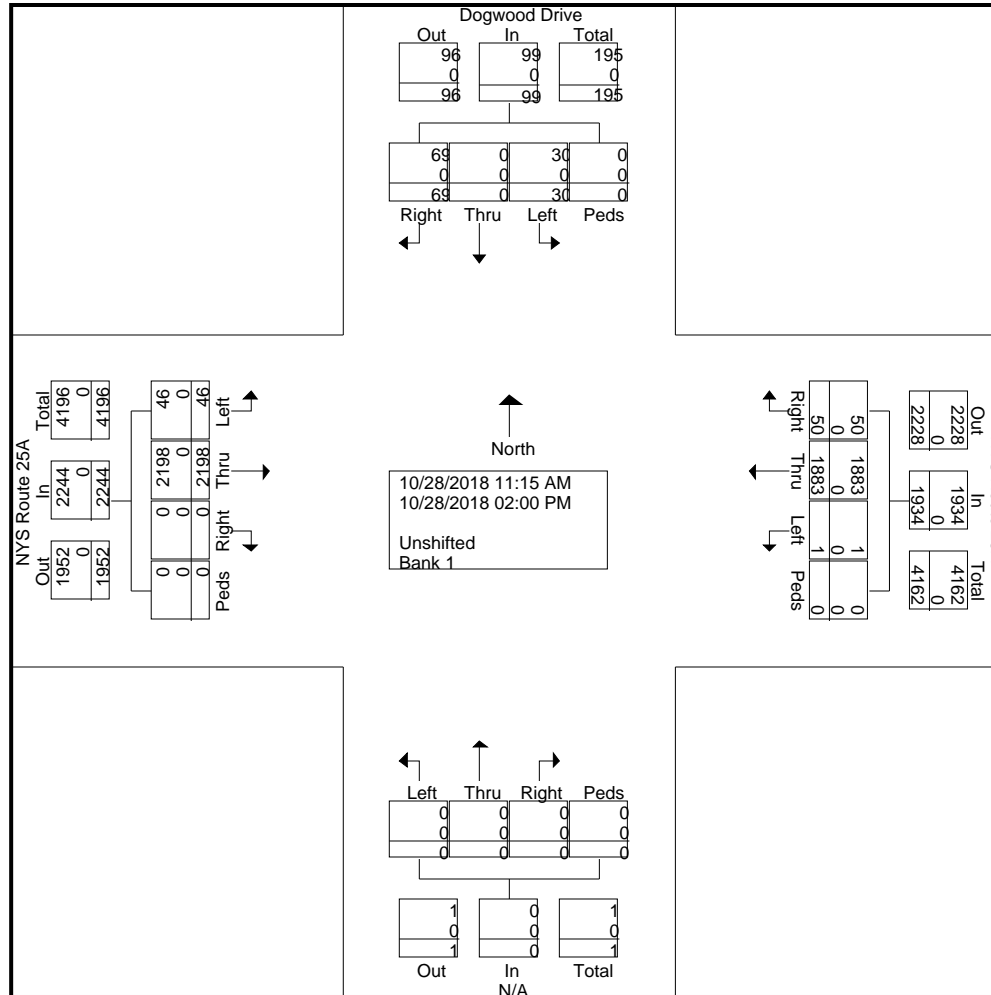 Dogwood Drive
Out In Total
96 99 195
0 0 0
96 99 195
69 0 30 0
0 0 0 0
69 0 30 0
Right Thru Left Peds
NYS Route 25A
Total In Out
4196 2244 1952
0 0 0
4196 2244 1952
46 2198 0 0
0 0 0 0
46 2198 0 0
Left Thru Right Peds
North
10/28/2018 11:15 AM
10/28/2018 02:00 PM
Unshifted
Bank 1
Right Thru Left Peds
50 1883 1 0
0 0 0 0
50 1883 1 0
2228 1934 4162
0 0 0
2228 1934 4162
Out In Total
Left Thru Right Peds
0 0 0 0
0 0 0 0
0 0 0 0
1 0 1
0 0 0
1 0 1
Out In Total
N/A